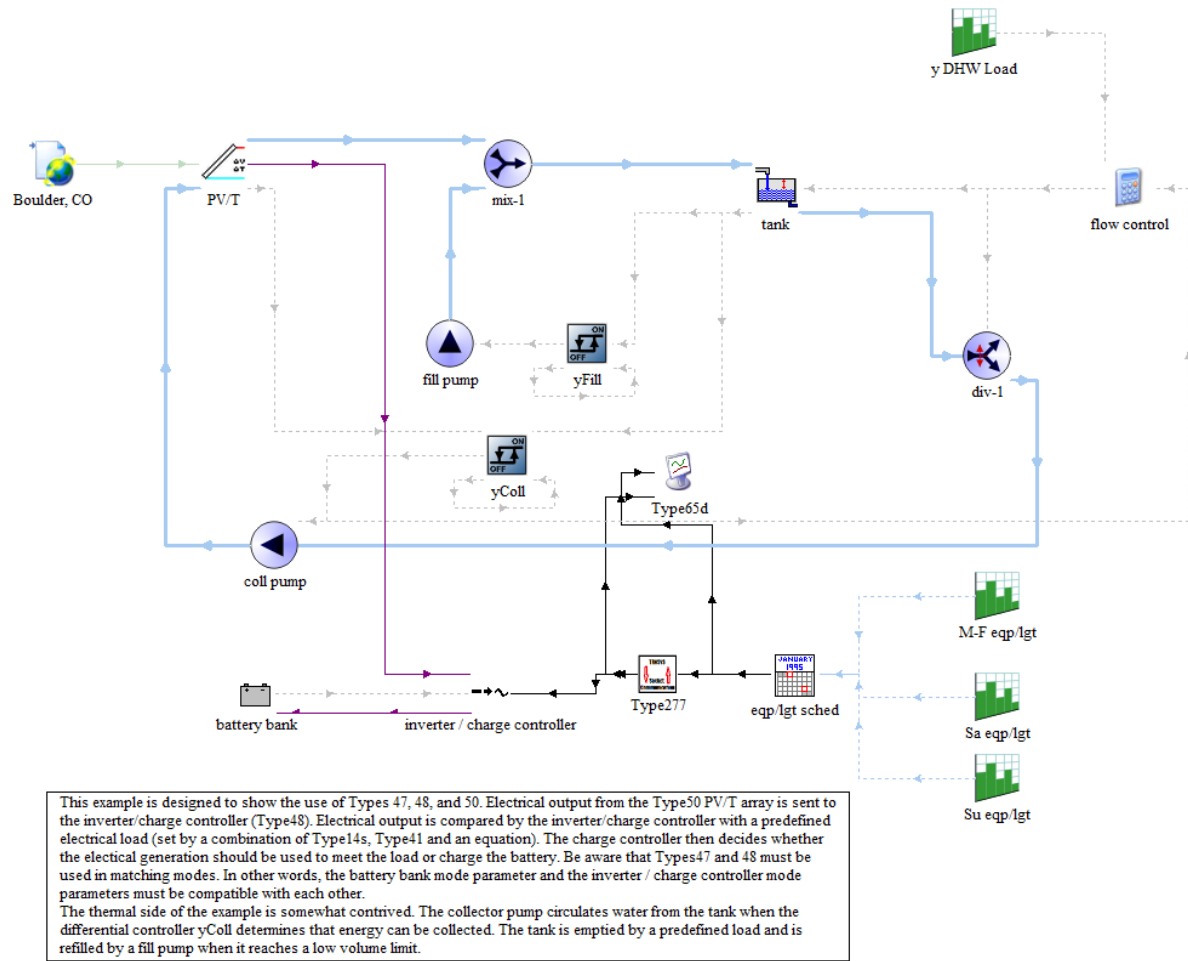 y DHW Load
Boulder, CO
PV/T
ΔV
ΔT
mix-1
tank
flow control
fill pump
ON
OFF
yFill
div-1
ON
OFF
yColl
Type65d
coll pump
M-F eqp/lgt
JANUARY
1995
battery bank
inverter / charge controller
Type277
eqp/lgt sched
Sa eqp/lgt
Su eqp/lgt
This example is designed to show the use of Types 47, 48, and 50. Electrical output from the Type50 PV/T array is sent to
the inverter/charge controller (Type48). Electrical output is compared by the inverter/charge controller with a predefined
electrical load (set by a combination of Type14s, Type41 and an equation). The charge controller then decides whether
the electical generation should be used to meet the load or charge the battery. Be aware that Types47 and 48 must be
used in matching modes. In other words, the battery bank mode parameter and the inverter / charge controller mode
parameters must be compatible with each other.
The thermal side of the example is somewhat contrived. The collector pump circulates water from the tank when the
differential controller yColl determines that energy can be collected. The tank is emptied by a predefined load and is
refilled by a fill pump when it reaches a low volume limit.